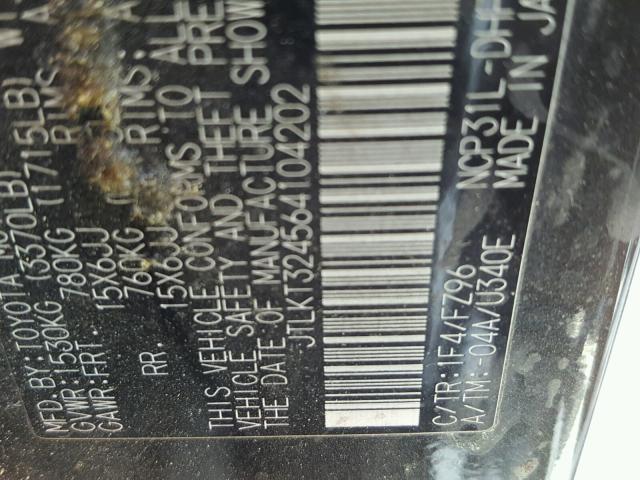 MFD. BY: TOYOTA
GVWR: 1530KG (3370LB)
GAWR: FRT. 780KG (1715LB)
15X6JJ RIMS.
RR. 760KG
15X6JJ RIMS.
THIS VEHICLE CONFORMS TO ALL
VEHICLE SAFETY AND THEFT PRE
THE DATE OF MANUFACTURE SHOW
JTLKT324564104202
C/TR: 1F4/FZ96 NCP31L-DH
A/TM: -04A/U340E MADE IN JA